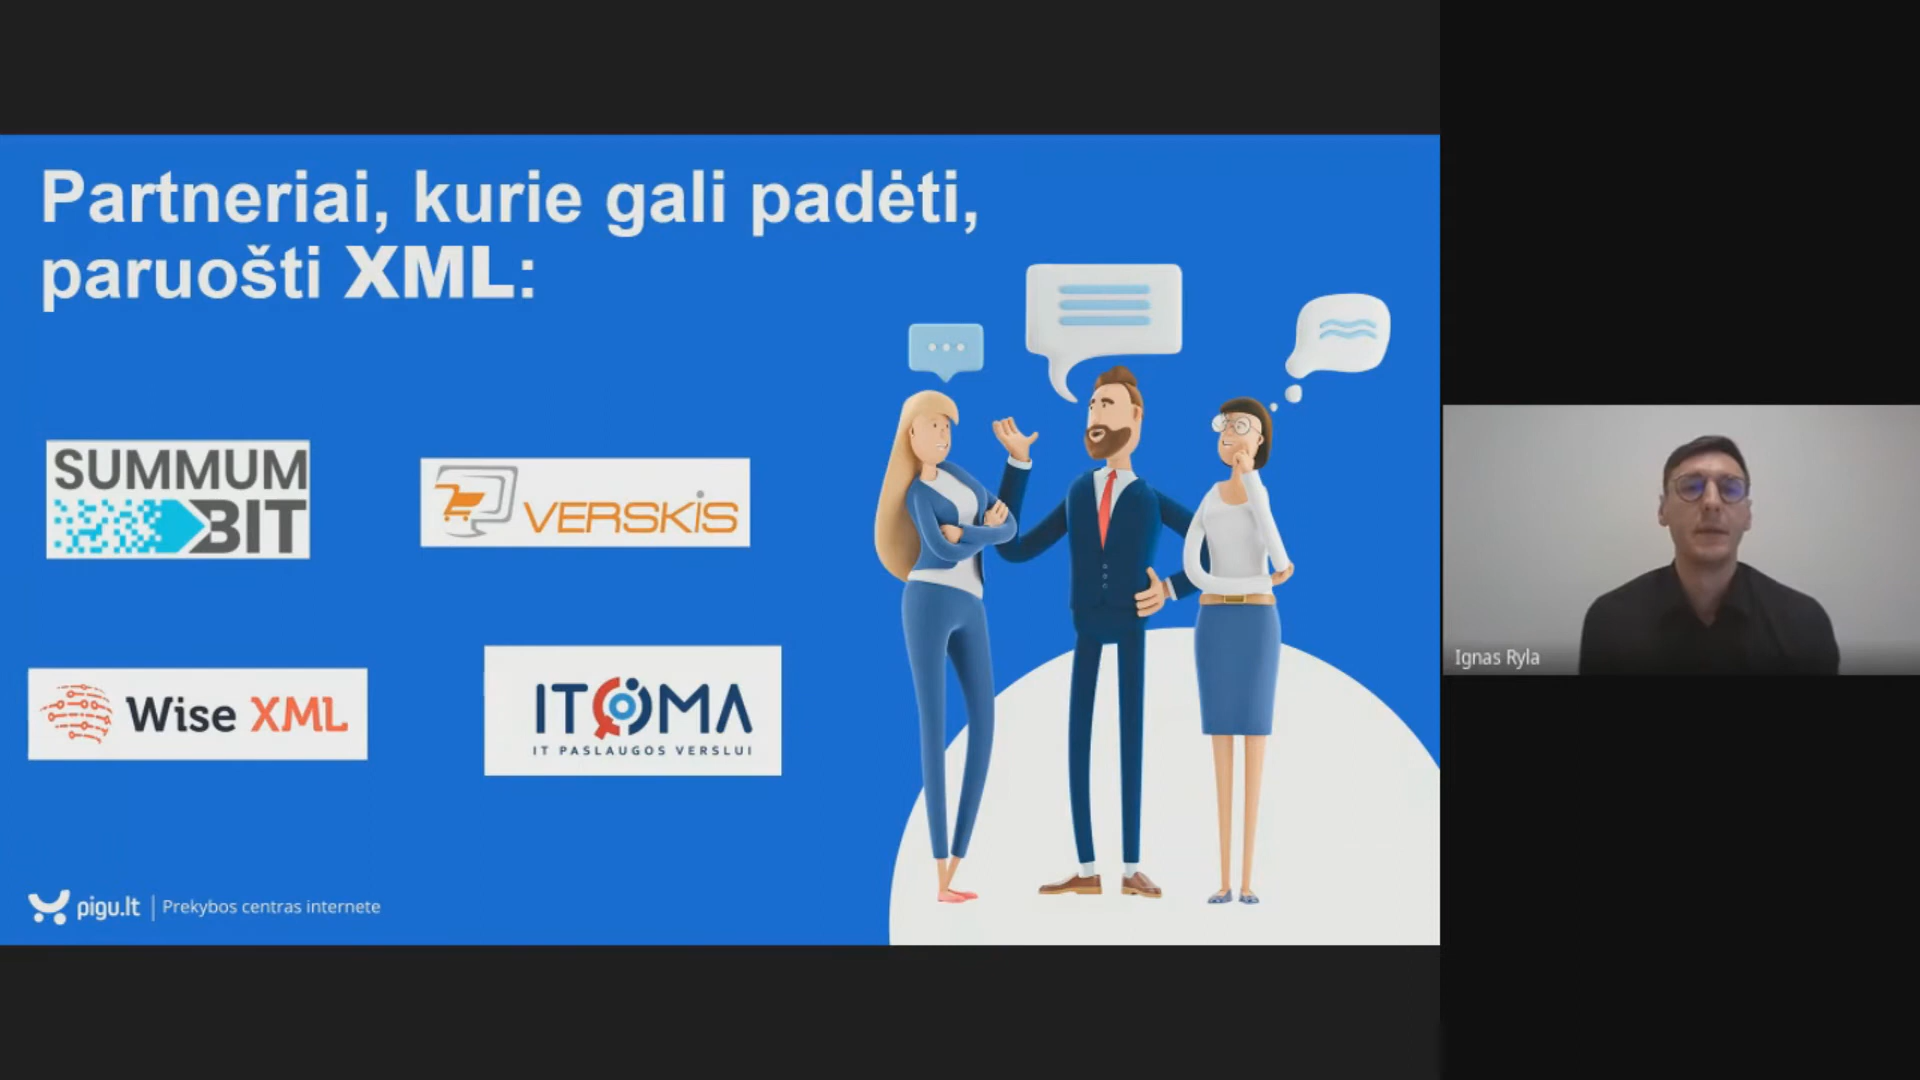 Partneriai, kurie gali padėti,
paruošti XML:
SUMMUM
BIT
VERSKIS
Wise XML
ITOMA
IT PASLAUGOS VERSLUI
pigu.lt | Prekybos centras internete
Ignas Ryla